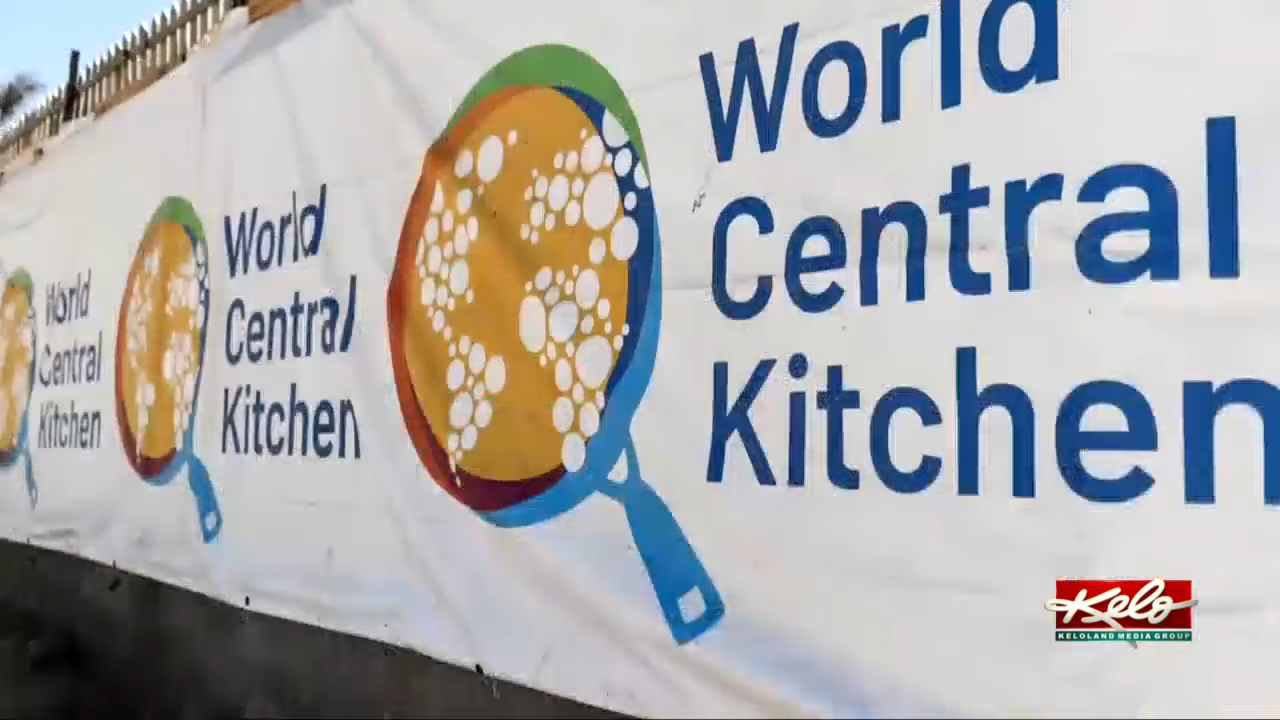 World
Central
Kitchen
World
Central
Kitchen
World
Central
Kitchen
Kelo
KELOLAND MEDIA GROUP